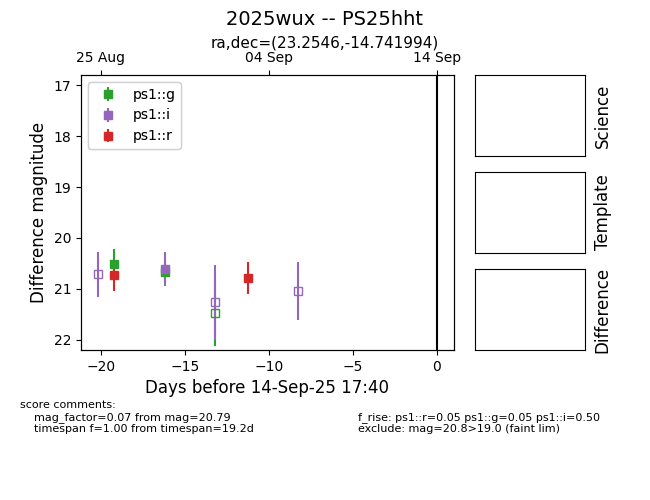 2025wux -- PS25hht
ra,dec=(23.2546,-14.741994)
25 Aug 04 Sep 14 Sep
ps1::g
ps1::i
ps1::r
17
18
19
20
21
22
Difference magnitude
−20 −15 −10 −5 0
Days before 14-Sep-25 17:40
Science
Template
Difference
score comments:
mag_factor=0.07 from mag=20.79
timespan f=1.00 from timespan=19.2d
f_rise: ps1::r=0.05 ps1::g=0.05 ps1::i=0.50
exclude: mag=20.8>19.0 (faint lim)